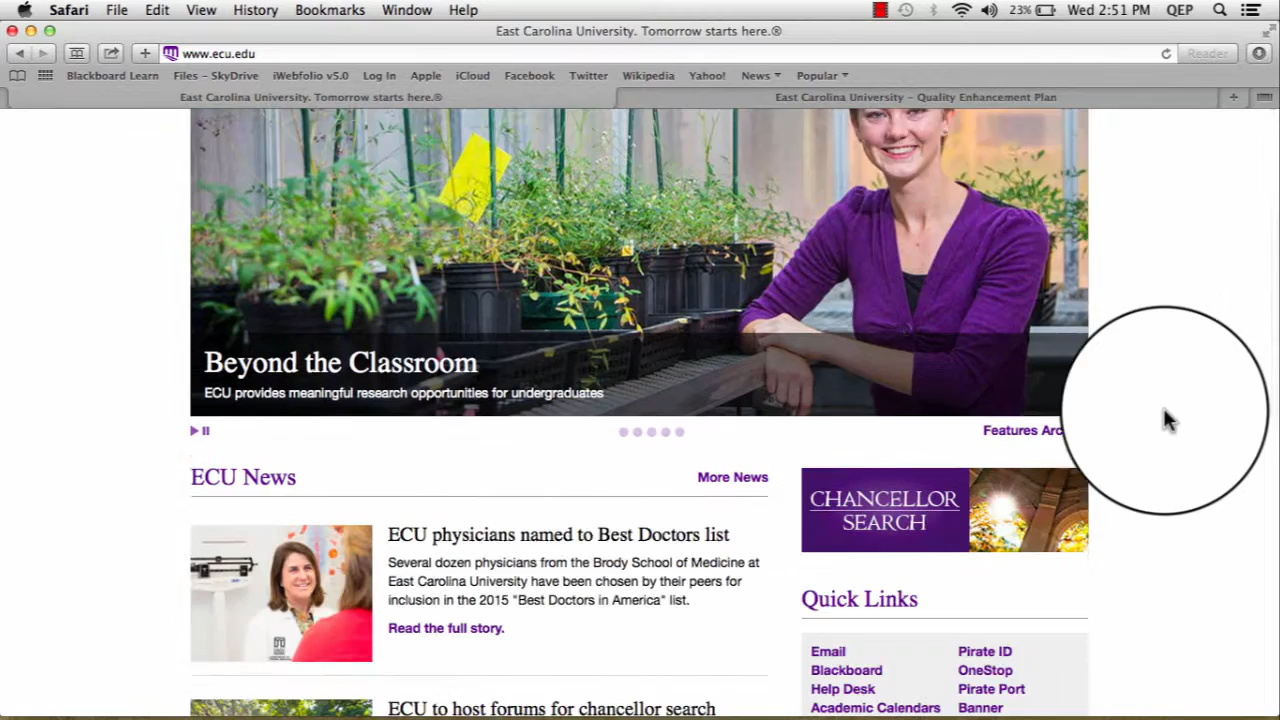 Safari File Edit View History Bookmarks Window Help 23% Wed 2:51 PM QEP
East Carolina University. Tomorrow starts here.®
www.ecu.edu Reader
Blackboard Learn Files – SkyDrive iWebfolio v5.0 Log In Apple iCloud Facebook Twitter Wikipedia Yahoo! News Popular
East Carolina University. Tomorrow starts here.® East Carolina University – Quality Enhancement Plan
Beyond the Classroom
ECU provides meaningful research opportunities for undergraduates
Features Arc
ECU News More News
CHANCELLOR
SEARCH
ECU physicians named to Best Doctors list
Several dozen physicians from the Brody School of Medicine at
East Carolina University have been chosen by their peers for
inclusion in the 2015 "Best Doctors in America" list.
Read the full story.
Quick Links
Email Pirate ID
Blackboard OneStop
Help Desk Pirate Port
Academic Calendars Banner
ECU to host forums for chancellor search